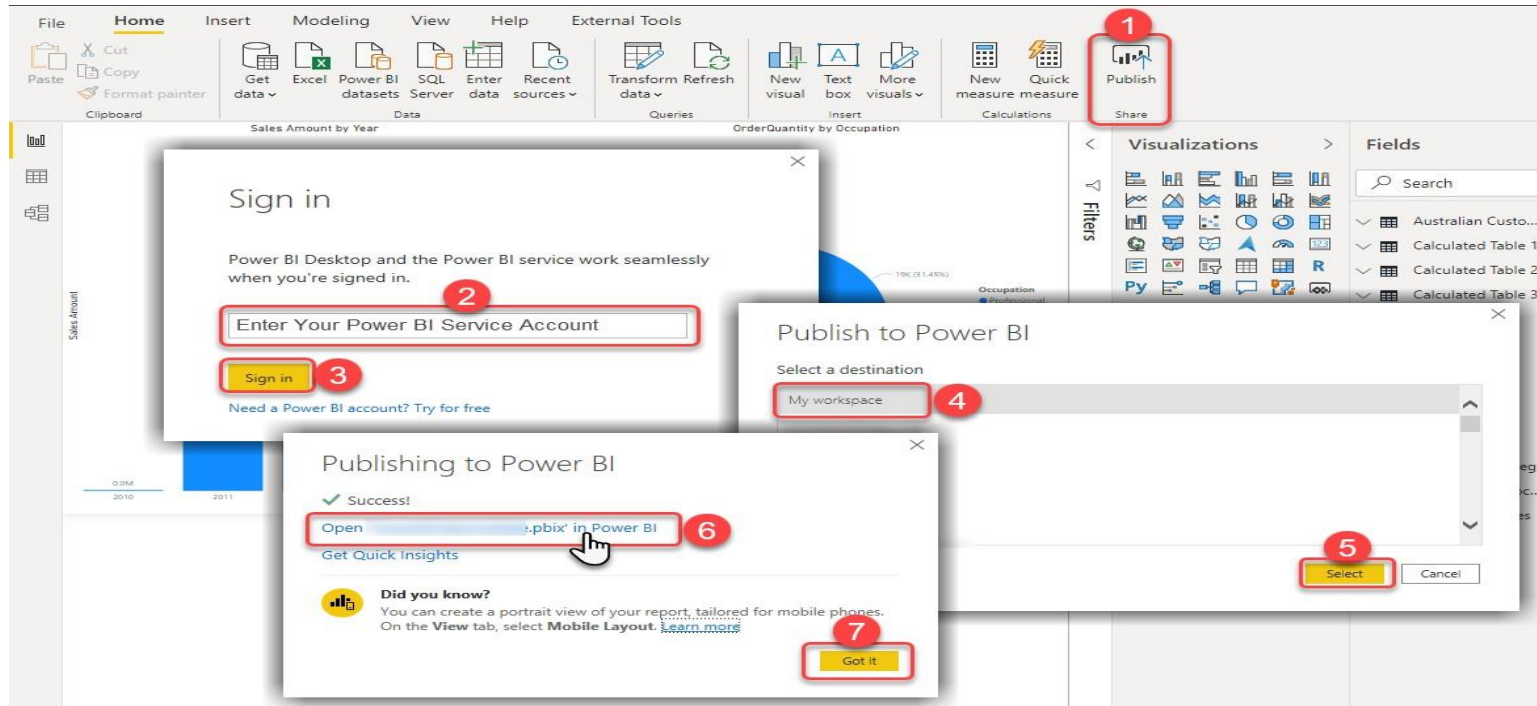 File Home Insert Modeling View Help External Tools
1
Paste
Cut
Copy
Format painter
Clipboard
Get data
Excel
Power BI datasets
SQL Server
Enter data
Recent sources
Data
Transform data
Refresh
Queries
New visual
Text box
More visuals
Insert
New measure
Quick measure
Calculations
Publish
Share
Sales Amount by Year
OrderQuantity by Occupation
Sales Amount
0.0M
2010
2011
19K (31.45%)
Occupation
Professional
Filters
Visualizations
Fields
Search
Australian Custo...
Calculated Table 1
Calculated Table 2
Calculated Table 3
123
R
Py
Sign in
Power BI Desktop and the Power BI service work seamlessly
when you're signed in.
2
Enter Your Power BI Service Account
Sign in
3
Need a Power BI account? Try for free
Publish to Power BI
Select a destination
My workspace
4
5
Select
Cancel
Publishing to Power BI
Success!
Open
.pbix' in Power BI
6
Get Quick Insights
Did you know?
You can create a portrait view of your report, tailored for mobile phones.
On the View tab, select Mobile Layout. Learn more
7
Got it